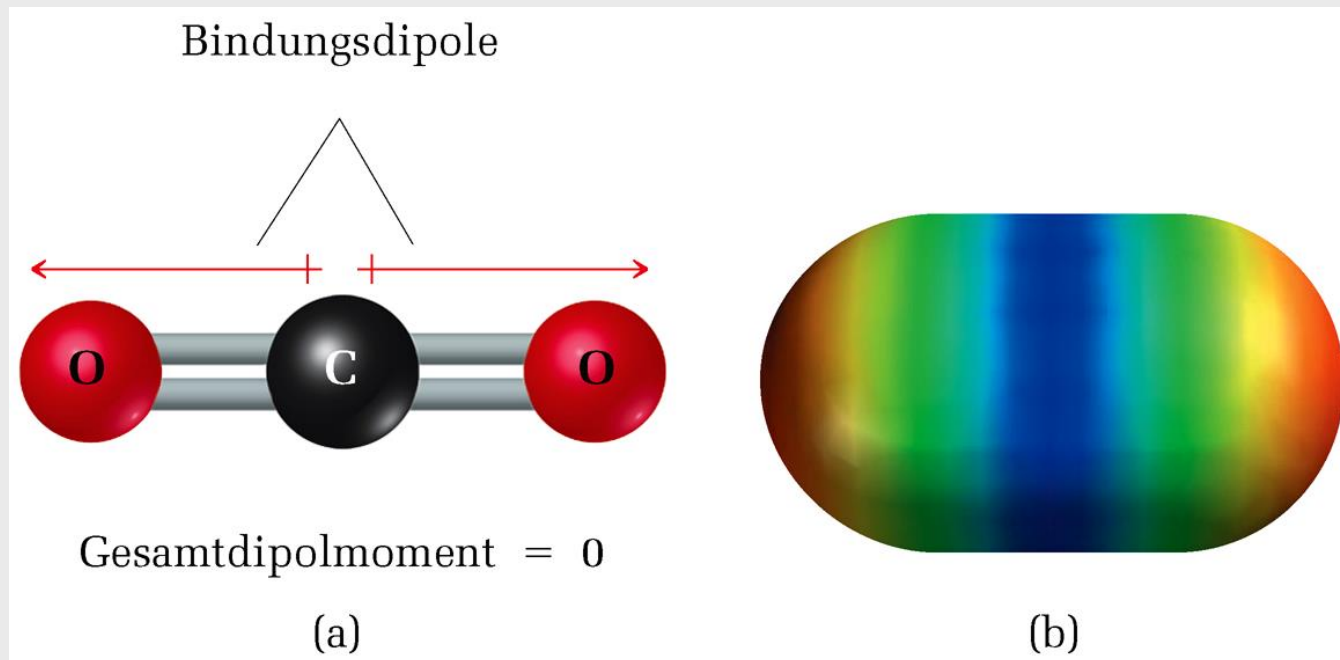 Bindungsdipole
O
C
O
Gesamtdipolmoment = 0
(a)
(b)